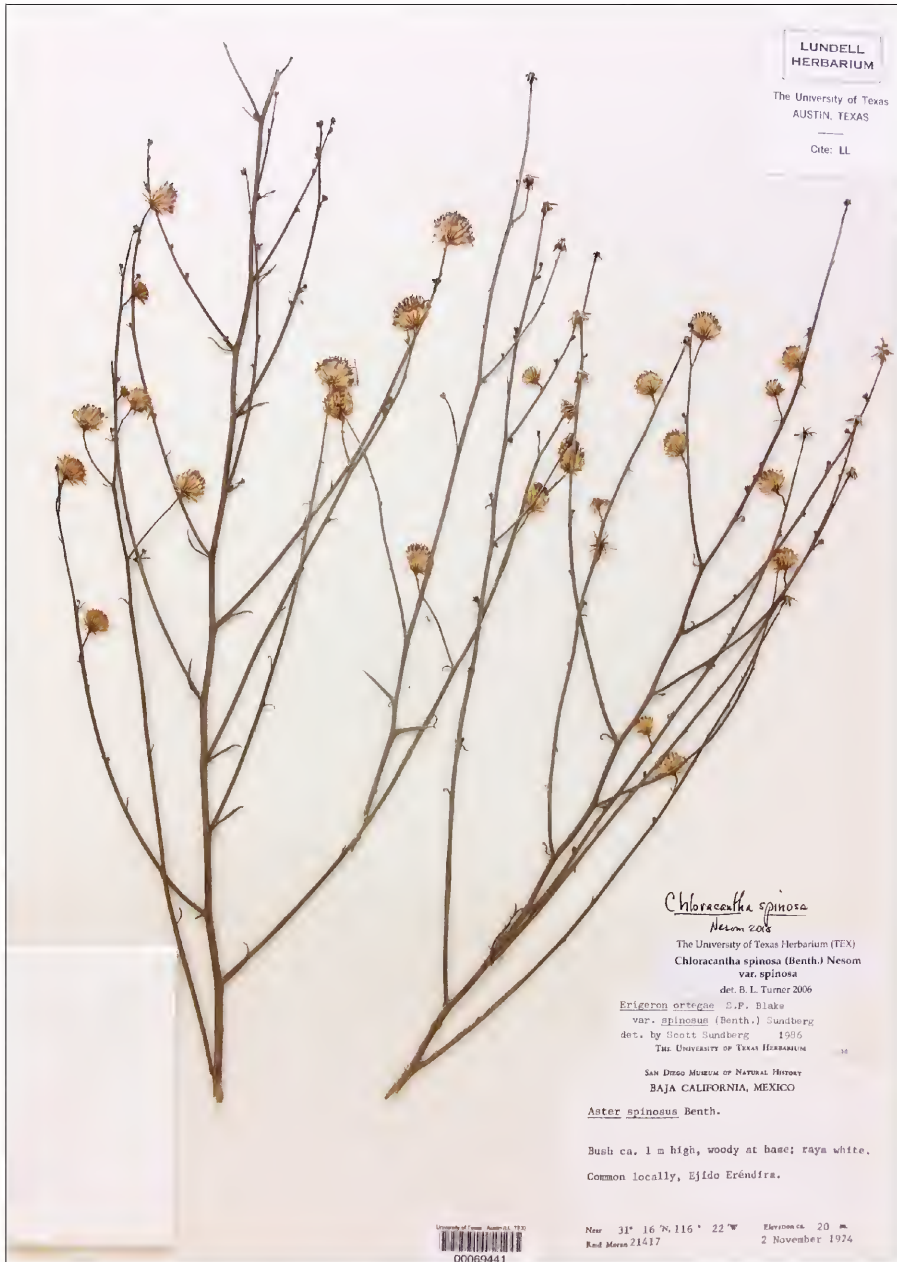 LUNDELL
HERBARIUM
The University of Texas
AUSTIN, TEXAS
Cite: LL
Chloracantha spinosa
Nesom 2018
The University of Texas Herbarium (TEX)
Chloracantha spinosa (Benth.) Nesom
var. spinosa
det. B. L. Turner 2006
Erigeron ortegae S.F. Blake
var. spinosus (Benth.) Sundberg
det. by Scott Sundberg 1986
THE UNIVERSITY OF TEXAS HERBARIUM
SAN DIEGO MUSEUM OF NATURAL HISTORY
BAJA CALIFORNIA, MEXICO
Aster spinosus Benth.
Bush ca. 1 m high, woody at base; rays white.
Common locally, Ejido Eréndira.
Near 31° 16 'N, 116 ° 22 'W Elevation ca. 20 m.
Reid Moran 21417 2 November 1974
00069441